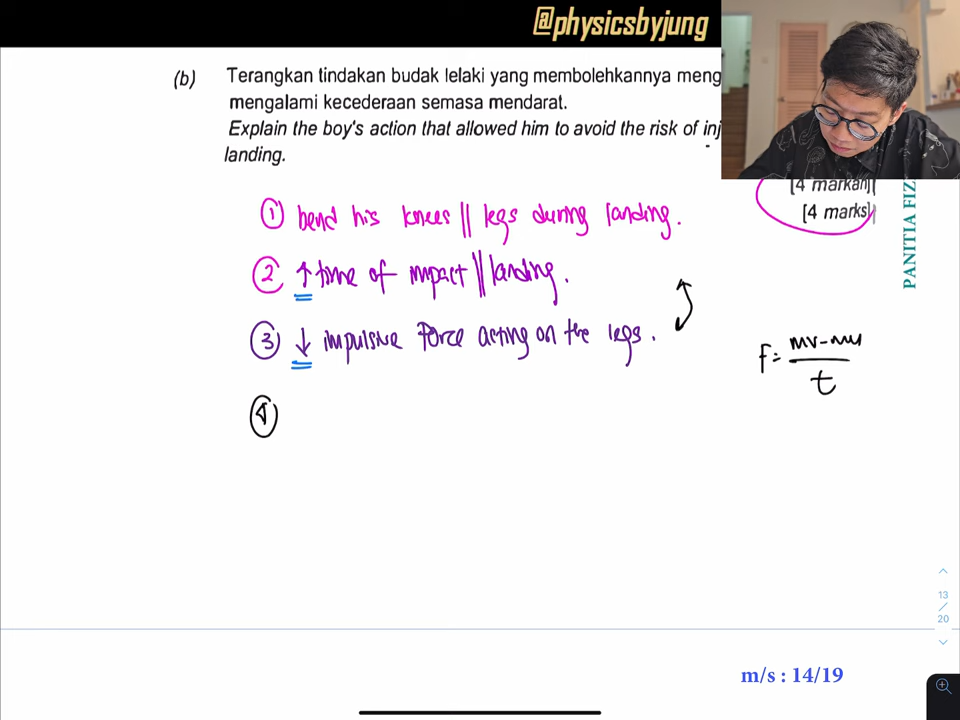 @physicsbyjung
(b) Terangkan tindakan budak lelaki yang membolehkannya meng
mengalami kecederaan semasa mendarat.
Explain the boy's action that allowed him to avoid the risk of inj
landing.
[4 markah]
[4 marks]
① bend his knees || legs during landing.
② ↑ time of impact || landing.
③ ↓ impulsive force acting on the legs.
F = mv-mu
t
④
PANITIA FIZ
13
/
20
m/s : 14/19